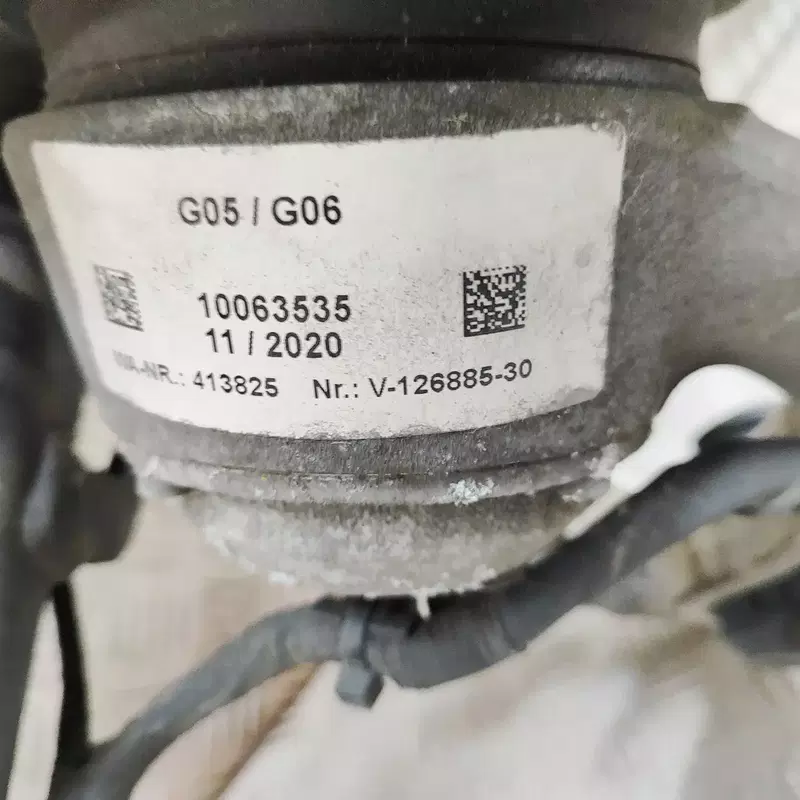 G05 / G06
10063535
11 / 2020
413825 Nr.: V-126885-30